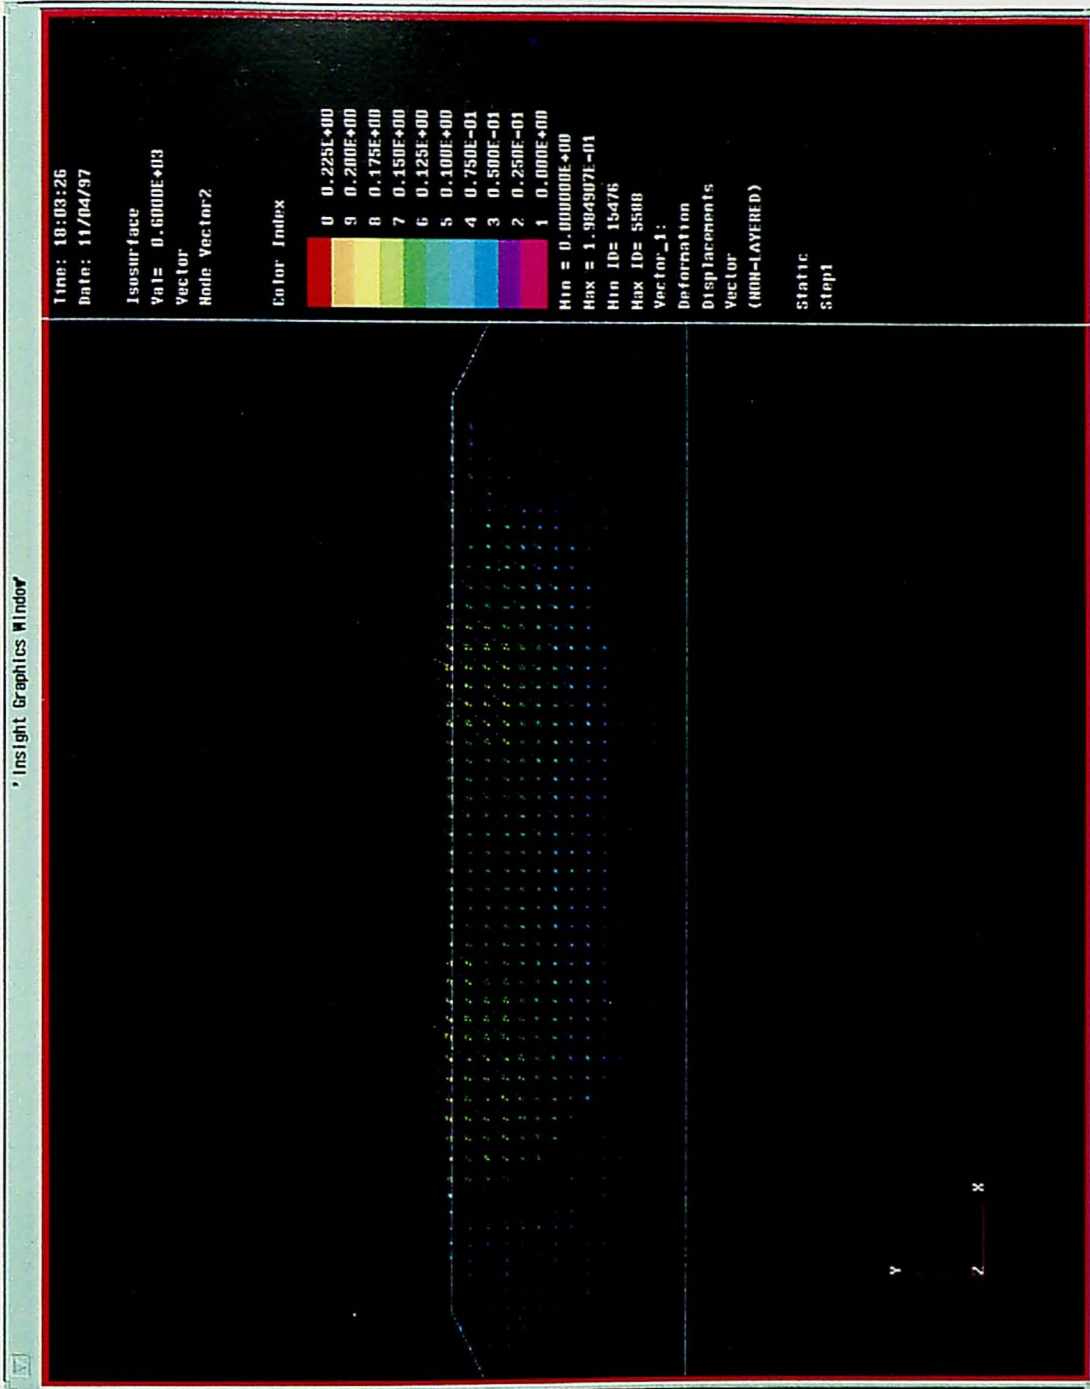 Insight Graphics Window
Time: 18:03:26
Date: 11/04/97
Isosurface
Val= 0.6000E+03
Vector
Node Vector2
Color Index
0 0.225E+00
9 0.200E+00
8 0.175E+00
7 0.150E+00
6 0.125E+00
5 0.100E+00
4 0.750E-01
3 0.500E-01
2 0.250E-01
1 0.000E+00
Min = 0.000000E+00
Max = 1.984987E-01
Min ID= 15476
Max ID= 5588
Vector_1:
Deformation
Displacements
Vector
(NON-LAYERED)
Static
Step1
Y
Z X